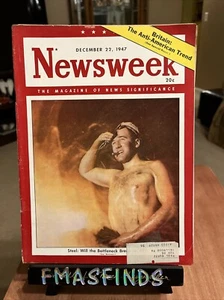 Britain:
The Anti-American Trend
DECEMBER 22, 1947
Newsweek
20¢
THE MAGAZINE OF NEWS SIGNIFICANCE
Steel: Will the Bottleneck
FMASFINDS